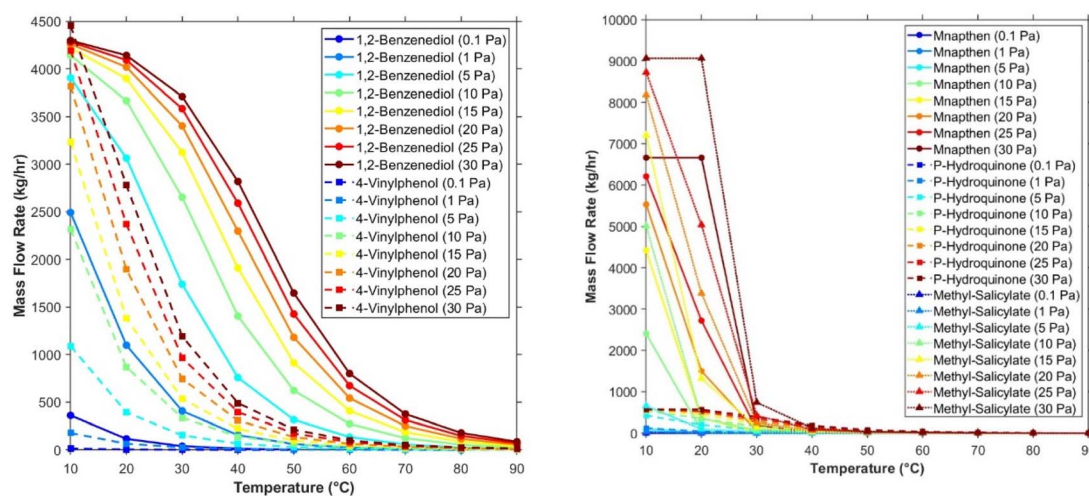 4500
4000
3500
3000
2500
2000
1500
1000
500
0
Mass Flow Rate (kg/hr)
10 20 30 40 50 60 70 80 90
Temperature (°C)
1,2-Benzenediol (0.1 Pa)
1,2-Benzenediol (1 Pa)
1,2-Benzenediol (5 Pa)
1,2-Benzenediol (10 Pa)
1,2-Benzenediol (15 Pa)
1,2-Benzenediol (20 Pa)
1,2-Benzenediol (25 Pa)
1,2-Benzenediol (30 Pa)
4-Vinylphenol (0.1 Pa)
4-Vinylphenol (1 Pa)
4-Vinylphenol (5 Pa)
4-Vinylphenol (10 Pa)
4-Vinylphenol (15 Pa)
4-Vinylphenol (20 Pa)
4-Vinylphenol (25 Pa)
4-Vinylphenol (30 Pa)
10000
9000
8000
7000
6000
5000
4000
3000
2000
1000
0
Mass Flow Rate (kg/hr)
10 20 30 40 50 60 70 80 9
Temperature (°C)
Mnapthen (0.1 Pa)
Mnapthen (1 Pa)
Mnapthen (5 Pa)
Mnapthen (10 Pa)
Mnapthen (15 Pa)
Mnapthen (20 Pa)
Mnapthen (25 Pa)
Mnapthen (30 Pa)
P-Hydroquinone (0.1 Pa)
P-Hydroquinone (1 Pa)
P-Hydroquinone (5 Pa)
P-Hydroquinone (10 Pa)
P-Hydroquinone (15 Pa)
P-Hydroquinone (20 Pa)
P-Hydroquinone (25 Pa)
P-Hydroquinone (30 Pa)
Methyl-Salicylate (0.1 Pa)
Methyl-Salicylate (1 Pa)
Methyl-Salicylate (5 Pa)
Methyl-Salicylate (10 Pa)
Methyl-Salicylate (15 Pa)
Methyl-Salicylate (20 Pa)
Methyl-Salicylate (25 Pa)
Methyl-Salicylate (30 Pa)